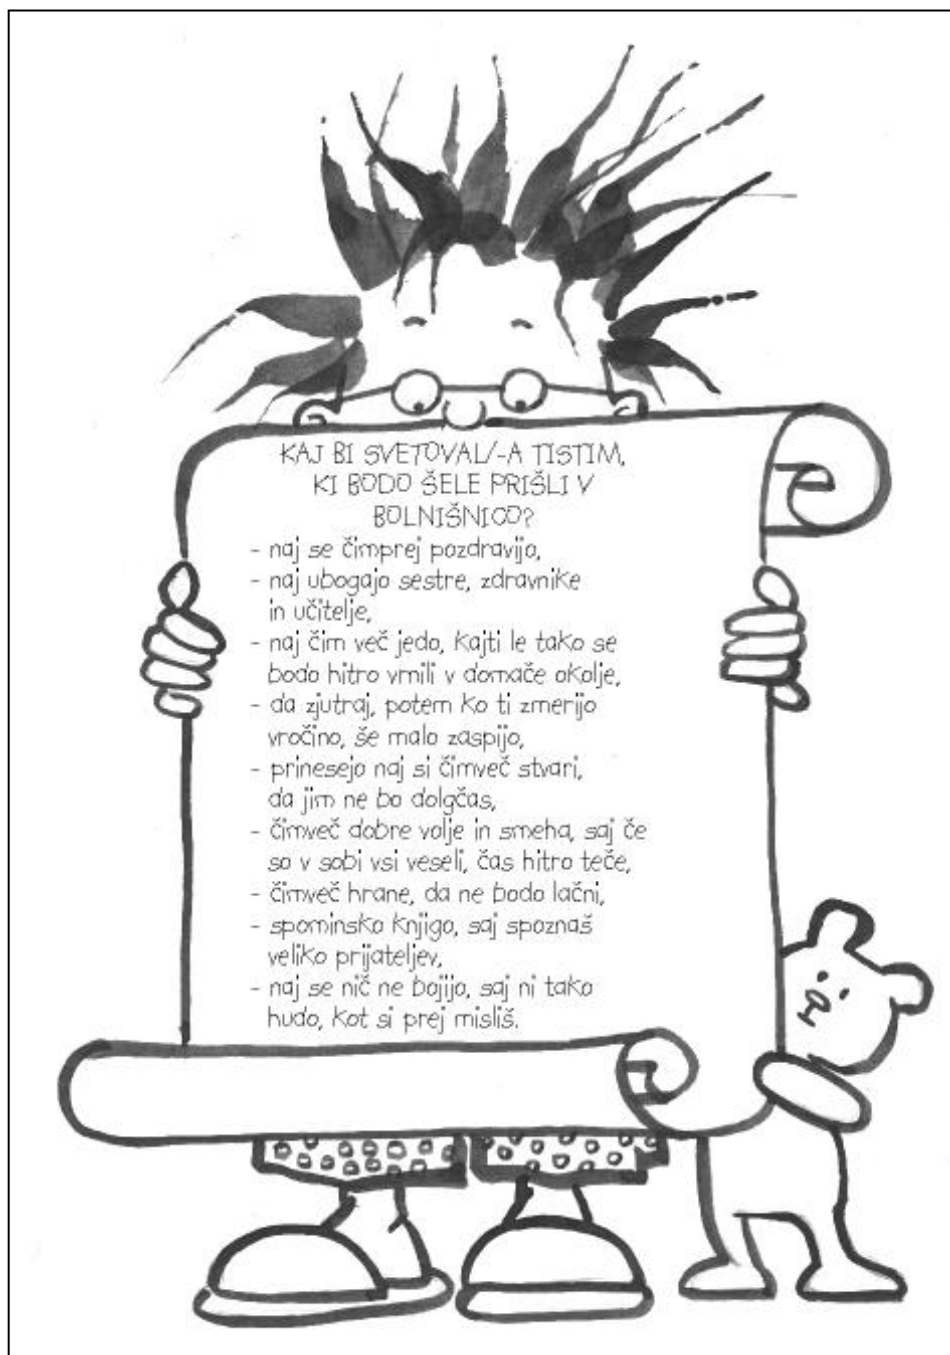 KAJ BI SVETOVAL/-A TISTIM,
KI BODO ŠELE PRIŠLI V
BOLNIŠNICO?
- naj se čimprej pozdravijo,
- naj ubogajo sestre, zdravnike
in učitelje,
- naj čim več jedo, kajti le tako se
bodo hitro vrnili v domače okolje,
- da zjutraj, potem ko ti zmerijo
vročino, še malo zaspijo,
- prinesejo naj si čimveč stvari,
da jim ne bo dolgčas,
- čimveč dobre volje in smeha, saj če
so v sobi vsi veseli, čas hitro teče,
- čimveč hrane, da ne bodo lačni,
- spominsko knjigo, saj spoznaš
veliko prijateljev,
- naj se nič ne bojijo, saj ni tako
hudo, kot si prej misliš.